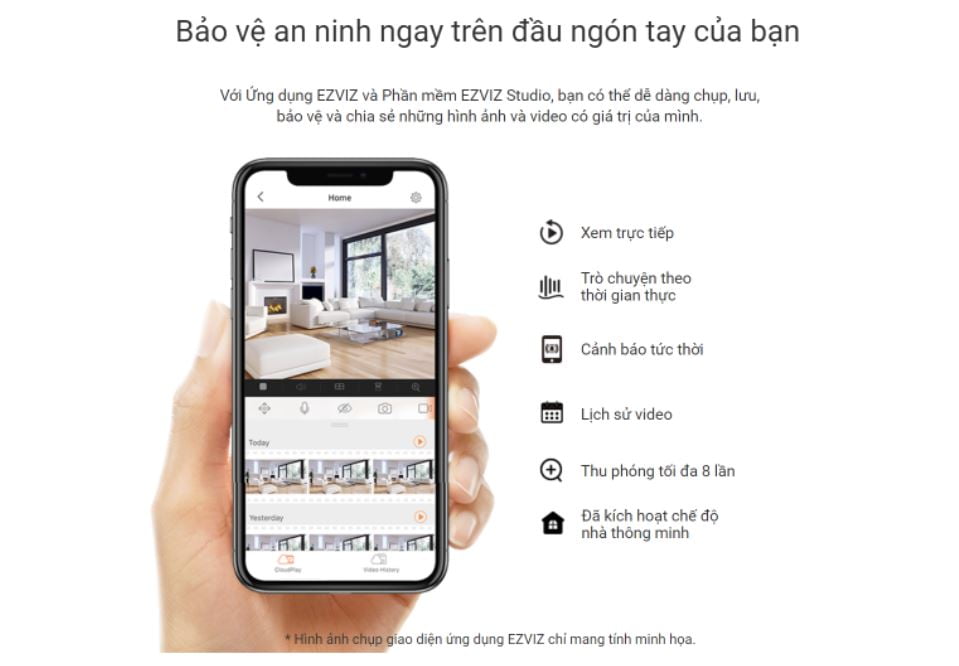 Bảo vệ an ninh ngay trên đầu ngón tay của bạn
Với Ứng dụng EZVIZ và Phần mềm EZVIZ Studio, bạn có thể dễ dàng chụp, lưu,
bảo vệ và chia sẻ những hình ảnh và video có giá trị của mình.
Home
Today
Yesterday
CloudPlay
Video History
Xem trực tiếp
Trò chuyện theo
thời gian thực
Cảnh báo tức thời
Lịch sử video
Thu phóng tối đa 8 lần
Đã kích hoạt chế độ
nhà thông minh
* Hình ảnh chụp giao diện ứng dụng EZVIZ chỉ mang tính minh họa.